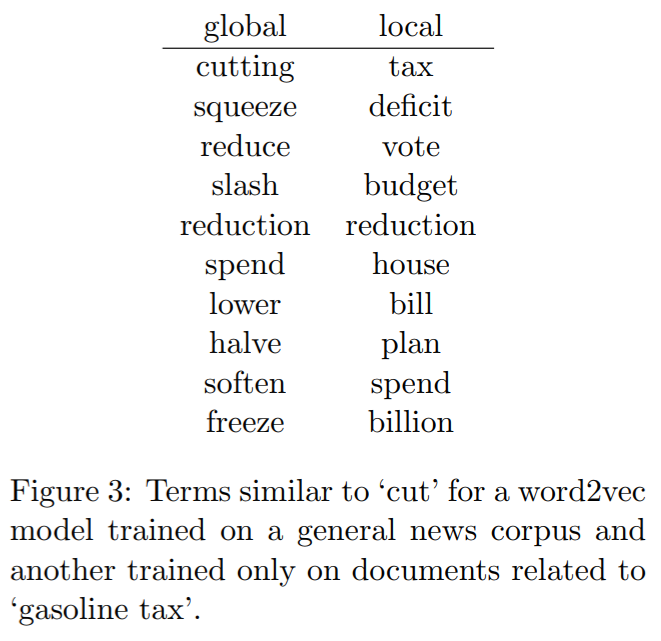 global local
cutting tax
squeeze deficit
reduce vote
slash budget
reduction reduction
spend house
lower bill
halve plan
soften spend
freeze billion
Figure 3: Terms similar to ‘cut’ for a word2vec
model trained on a general news corpus and
another trained only on documents related to
‘gasoline tax’.